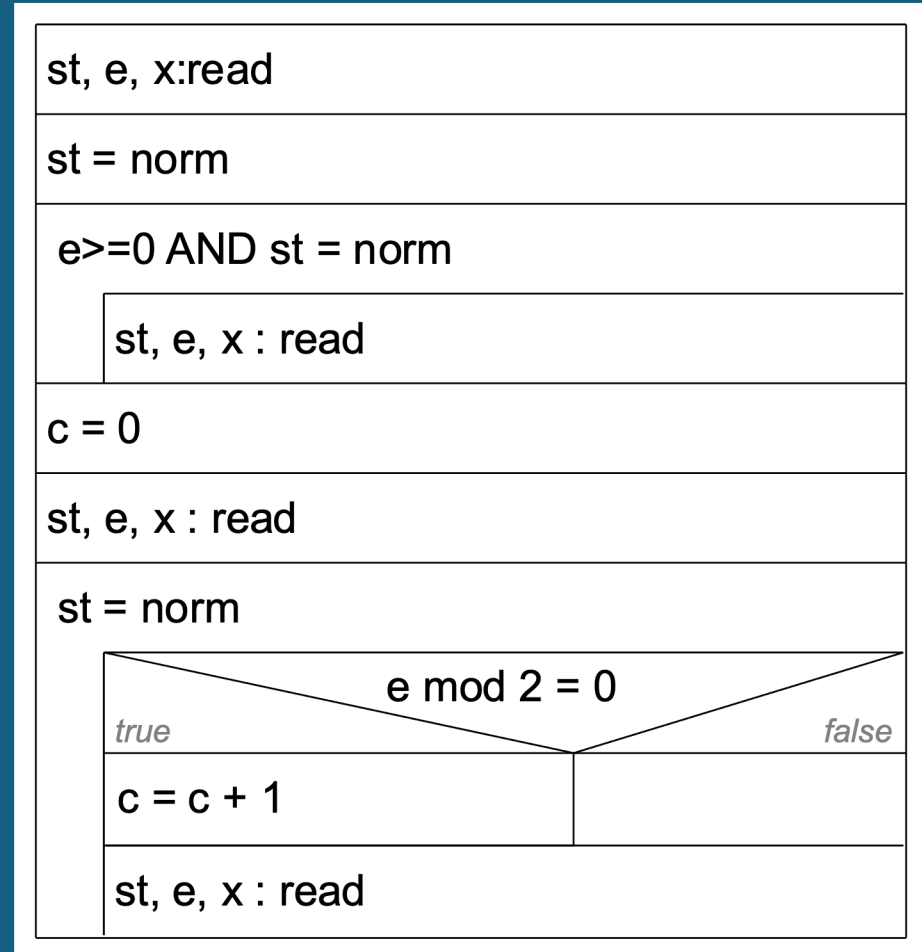 st, e, x:read
st = norm
e>=0 AND st = norm
st, e, x : read
c = 0
st, e, x : read
st = norm
e mod 2 = 0
true
false
c = c + 1
st, e, x : read